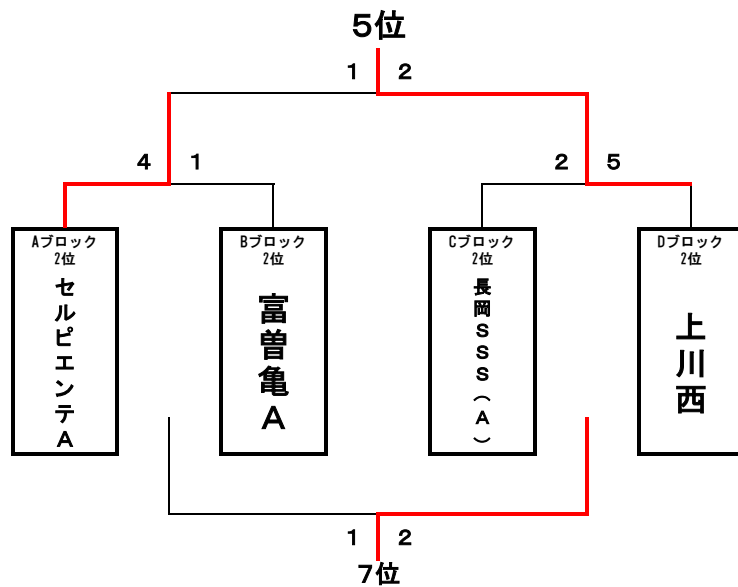 5位
1 2
4 1
2 5
Aブロック
2位
セルピエンテA
Bブロック
2位
富曽亀A
Cブロック
2位
長岡SSS(A)
Dブロック
2位
上川西
1 2
7位